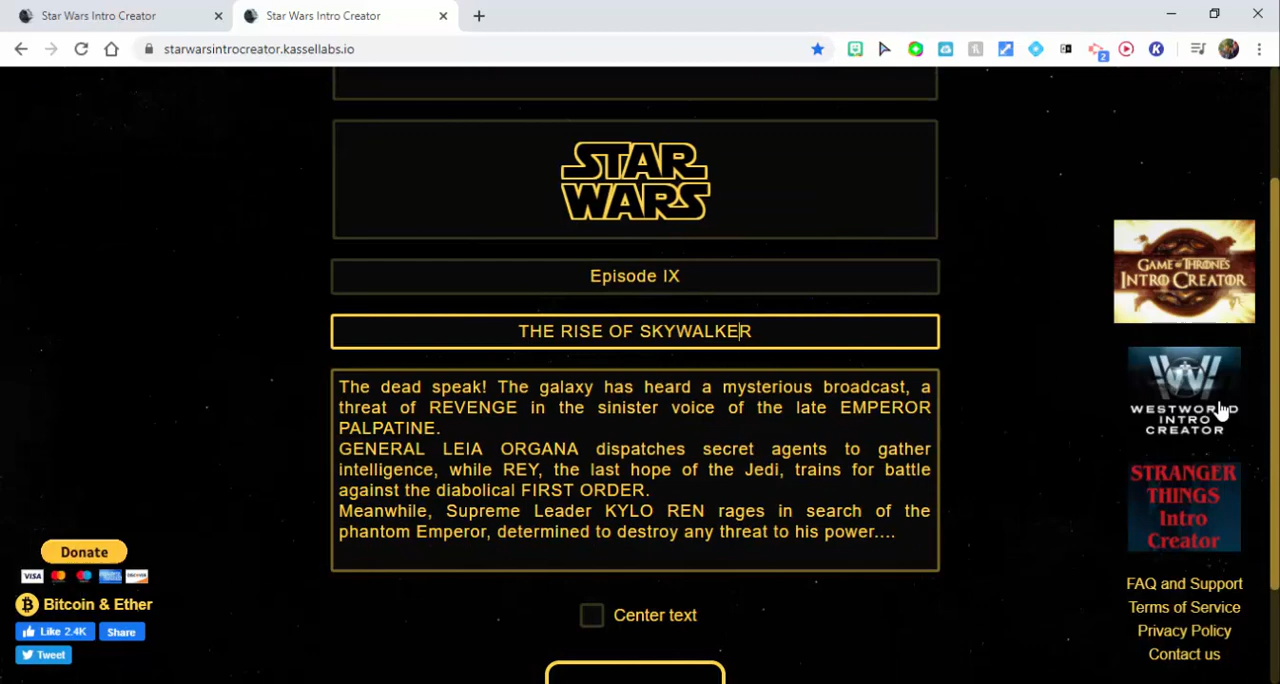 Star Wars Intro Creator
Star Wars Intro Creator
starwarsintrocreator.kassellabs.io
2
STAR
WARS
Episode IX
THE RISE OF SKYWALKER
The dead speak! The galaxy has heard a mysterious broadcast, a
threat of REVENGE in the sinister voice of the late EMPEROR
PALPATINE.
GENERAL LEIA ORGANA dispatches secret agents to gather
intelligence, while REY, the last hope of the Jedi, trains for battle
against the diabolical FIRST ORDER.
Meanwhile, Supreme Leader KYLO REN rages in search of the
phantom Emperor, determined to destroy any threat to his power....
Center text
GAME OF THRONES
INTRO CREATOR
W
WESTWORLD
INTRO
CREATOR
STRANGER
THINGS
Intro
Creator
FAQ and Support
Terms of Service
Privacy Policy
Contact us
Donate
VISA
Bitcoin & Ether
Like 2.4K
Share
Tweet